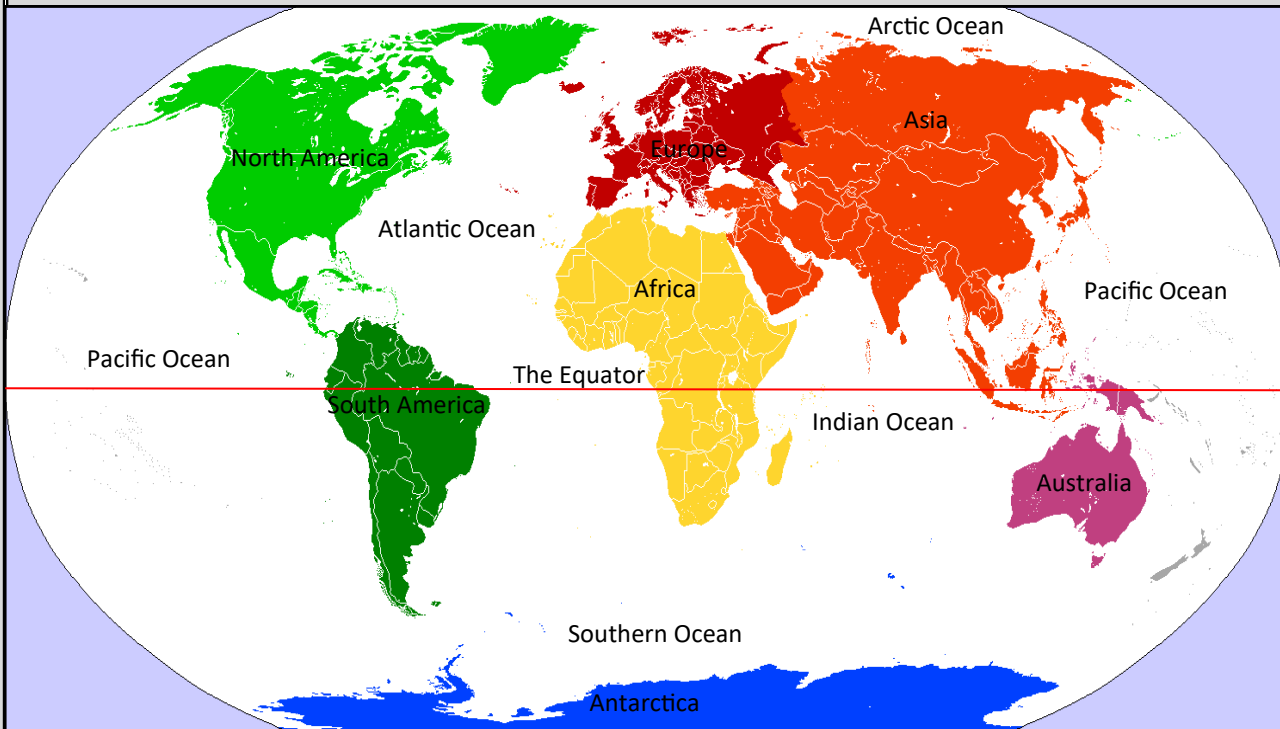 Arctic Ocean
Asia
North America
Europe
Atlantic Ocean
Africa
Pacific Ocean
Pacific Ocean
The Equator
South America
Indian Ocean
Australia
Southern Ocean
Antarctica